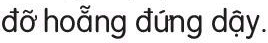 đỡ hoẵng đứng dậy.